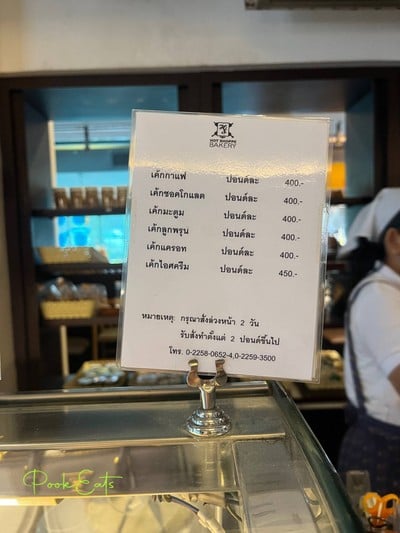 BAKERY
เค้กกาแฟ ปอนด์ละ 400.-
เค้กชอคโกแลต ปอนด์ละ 400.-
เค้กมะตูม ปอนด์ละ 400.-
เค้กลูกพรุน ปอนด์ละ 400.-
เค้กแครอท ปอนด์ละ 400.-
เค้กไอศครีม ปอนด์ละ 450.-
หมายเหตุ: กรุณาสั่งล่วงหน้า 2 วัน
รับสั่งทำตั้งแต่ 2 ปอนด์ขึ้นไป
โทร. 0-2258-0652-4,0-2259-3500
PookEats